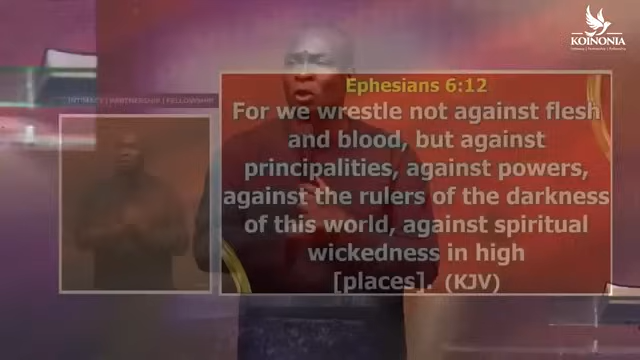 KOINONIA
INTIMACY | PARTNERSHIP | FELLOWSHIP
Ephesians 6:12
For we wrestle not against flesh
and blood, but against
principalities, against powers,
against the rulers of the darkness
of this world, against spiritual
wickedness in high
[places]. (KJV)